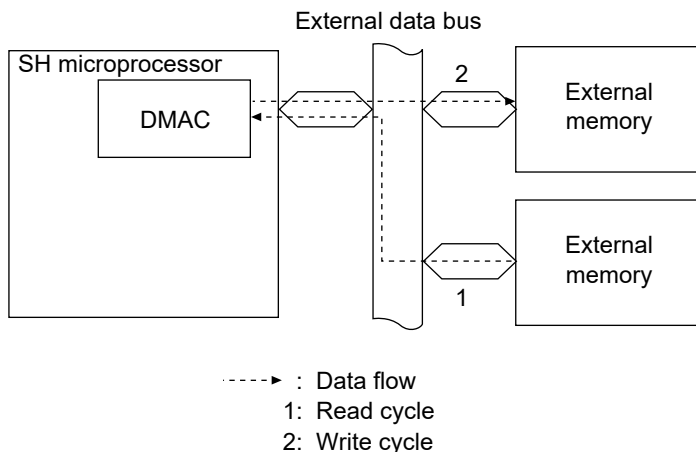 External data bus
SH microprocessor
DMAC
2
External
memory
External
memory
1
: Data flow
1: Read cycle
2: Write cycle